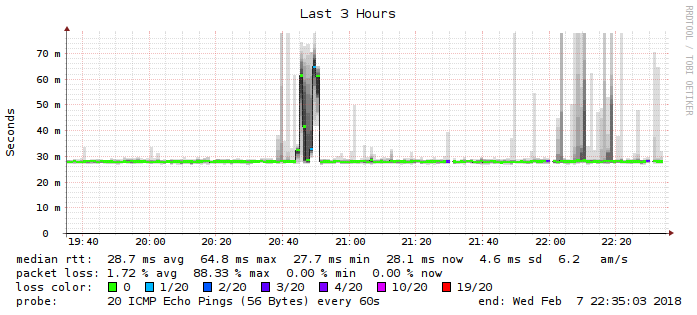 Last 3 Hours
RRDTOOL / TOBI OETIKER
Seconds
70 m
60 m
50 m
40 m
30 m
20 m
10 m
0
19:40 20:00 20:20 20:40 21:00 21:20 21:40 22:00 22:20
median rtt: 28.7 ms avg 64.8 ms max 27.7 ms min 28.1 ms now 4.6 ms sd 6.2 am/s
packet loss: 1.72 % avg 88.33 % max 0.00 % min 0.00 % now
loss color: 0 1/20 2/20 3/20 4/20 10/20 19/20
probe: 20 ICMP Echo Pings (56 Bytes) every 60s end: Wed Feb 7 22:35:03 2018